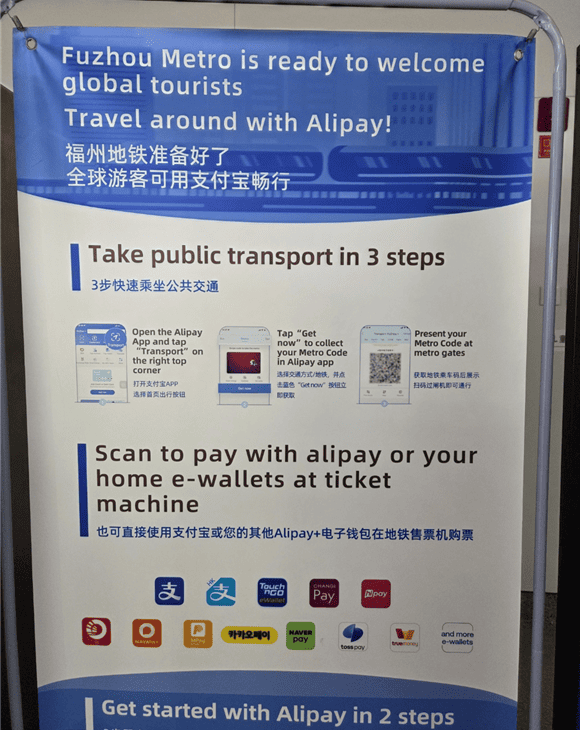 Fuzhou Metro is ready to welcome
global tourists
Travel around with Alipay!
福州地铁准备好了
全球游客可用支付宝畅行
Take public transport in 3 steps
3步快速乘坐公共交通
Open the Alipay
App and tap
“Transport” on
the right top
corner
打开支付宝APP
选择首页出行按钮
Tap “Get
now” to collect
your Metro Code
in Alipay app
选择交通方式/地铁，并点
击蓝色 “Get now” 按钮立
即获取
Present your
Metro Code at
metro gates
获取地铁乘车码后展示
扫码过闸机即可通行
Scan to pay with alipay or your
home e-wallets at ticket
machine
也可直接使用支付宝或您的其他Alipay+电子钱包在地铁售票机购票
支
HK
支
Touch
nGO
eWallet
CHANGI
Pay
Pay
카카오페이
NAVER
pay
toss pay
truemoney
and more
e-wallets
Get started with Alipay in 2 steps